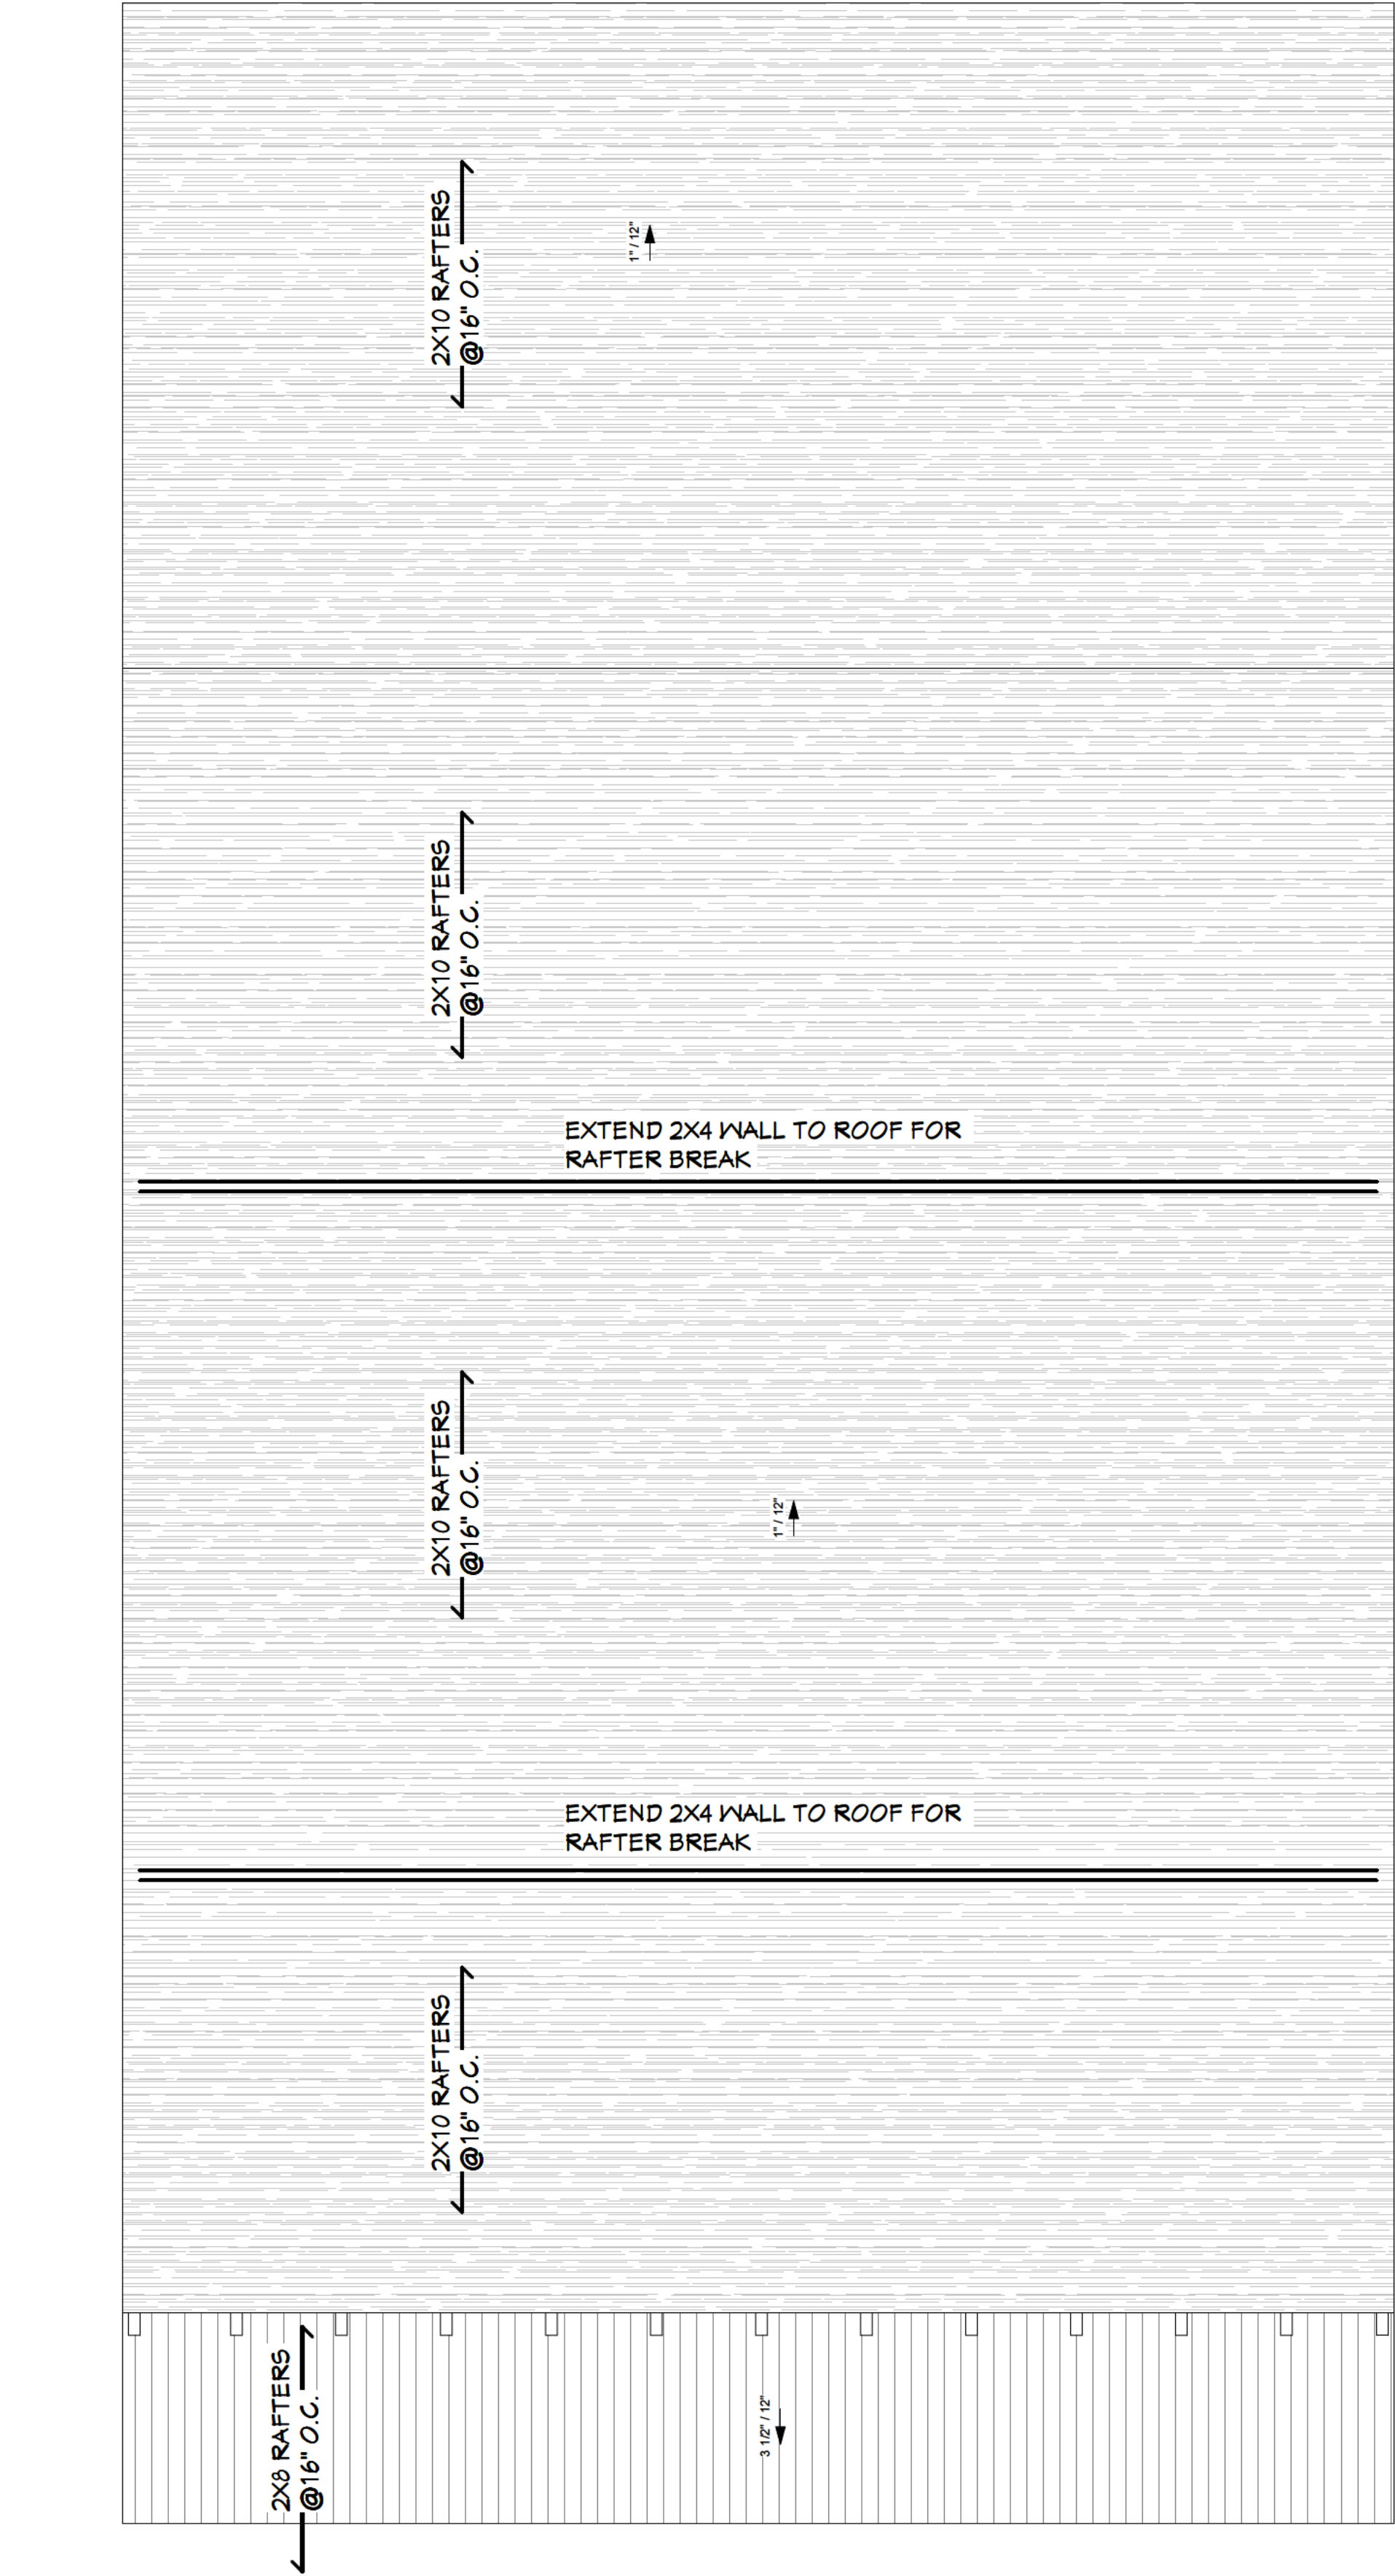 2X10 RAFTERS
@16" O.C.
1" / 12"
2X10 RAFTERS
@16" O.C.
EXTEND 2X4 WALL TO ROOF FOR
RAFTER BREAK
2X10 RAFTERS
@16" O.C.
1" / 12"
EXTEND 2X4 WALL TO ROOF FOR
RAFTER BREAK
2X10 RAFTERS
@16" O.C.
2X8 RAFTERS
@16" O.C.
3 1/2" / 12"